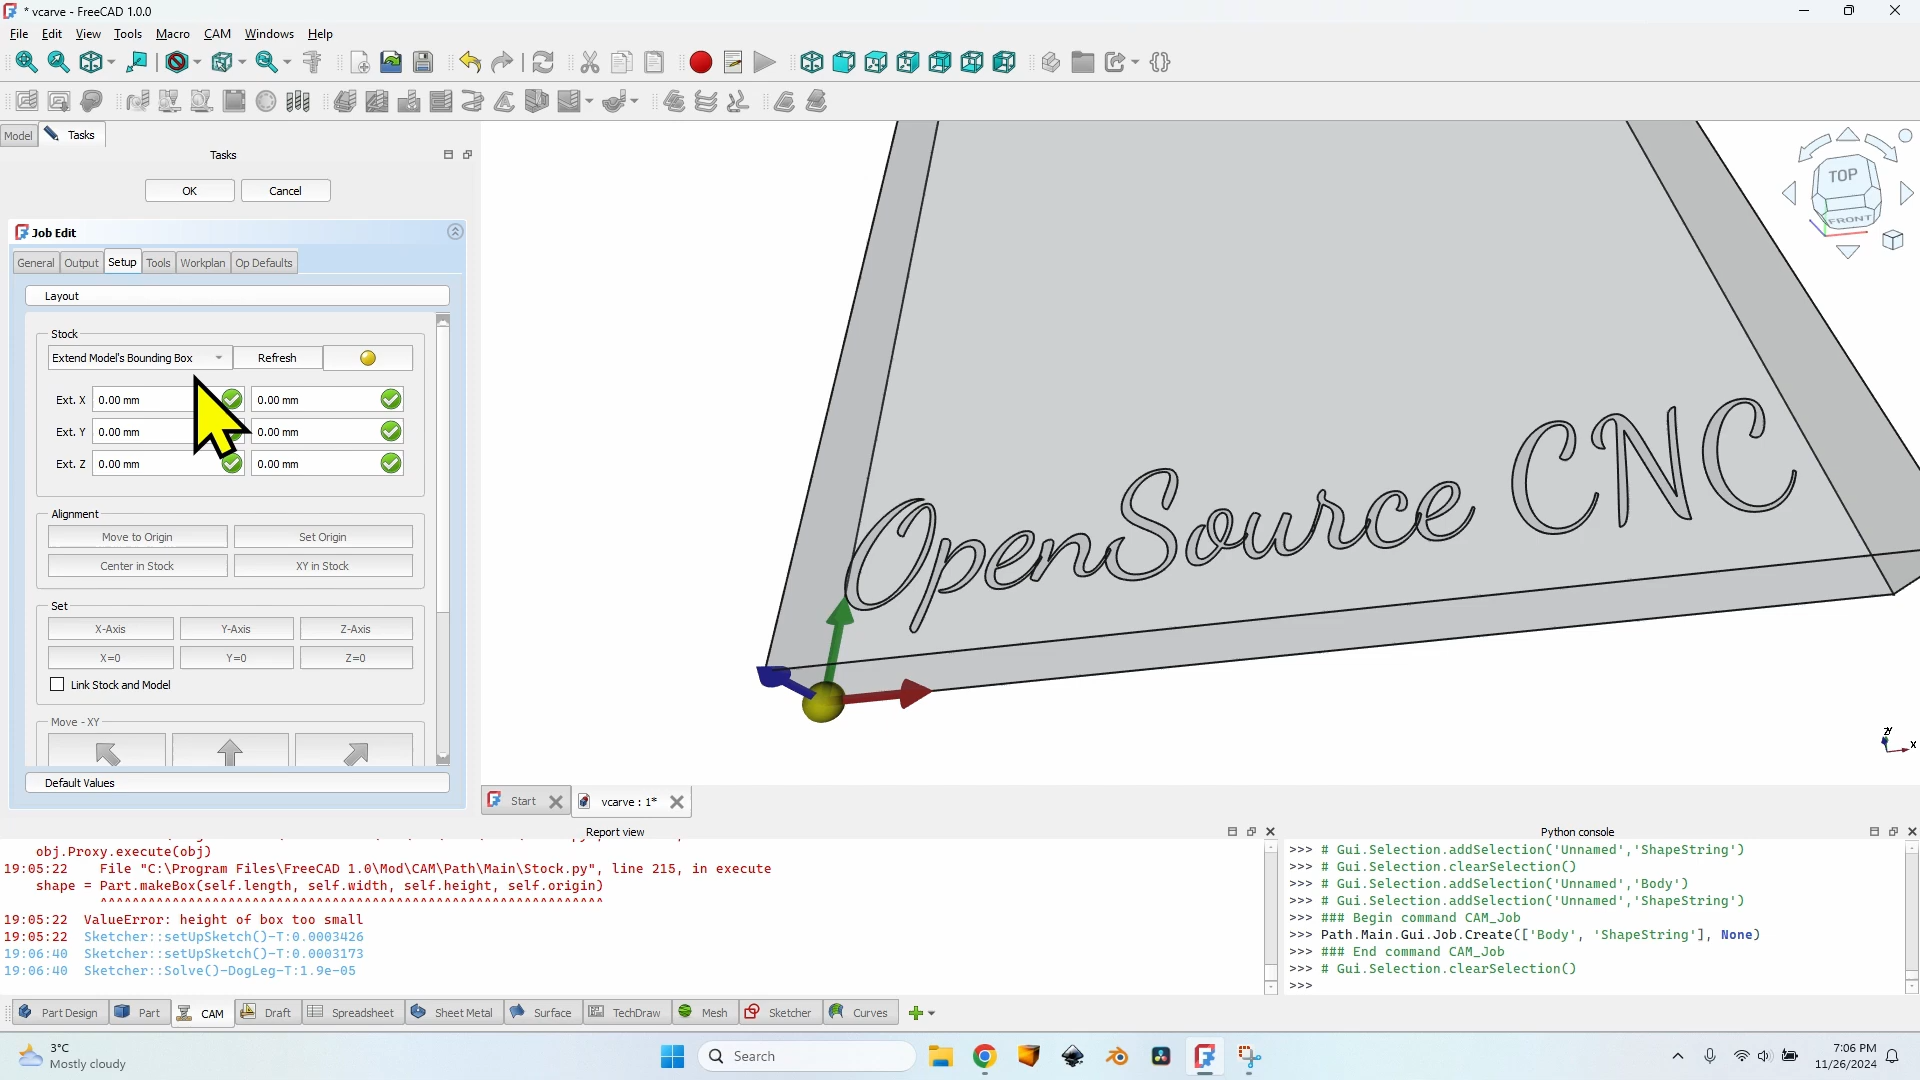 * vcarve - FreeCAD 1.0.0
File Edit View Tools Macro CAM Windows Help
Model Tasks
Tasks
OK Cancel
Job Edit
General Output Setup Tools Workplan Op Defaults
Layout
Stock
Extend Model's Bounding Box Refresh
Ext. X 0.00 mm 0.00 mm
Ext. Y 0.00 mm 0.00 mm
Ext. Z 0.00 mm 0.00 mm
Alignment
Move to Origin Set Origin
Center in Stock XY in Stock
Set
X-Axis Y-Axis Z-Axis
X=0 Y=0 Z=0
Link Stock and Model
Move - XY
Default Values
OpenSource CNC
TOP
FRONT
Start vcarve : 1*
Report view
obj.Proxy.execute(obj)
19:05:22 File "C:\Program Files\FreeCAD 1.0\Mod\CAM\Path\Main\Stock.py", line 215, in execute
shape = Part.makeBox(self.length, self.width, self.height, self.origin)
^^^^^^^^^^^^^^^^^^^^^^^^^^^^^^^^^^^^^^^^^^^^^^^^^^^^^^^^^^^^^^^
19:05:22 ValueError: height of box too small
19:05:22 Sketcher::setUpSketch()-T:0.0003426
19:06:40 Sketcher::setUpSketch()-T:0.0003173
19:06:40 Sketcher::Solve()-DogLeg-T:1.9e-05
Python console
>>> # Gui.Selection.addSelection('Unnamed','ShapeString')
>>> # Gui.Selection.clearSelection()
>>> # Gui.Selection.addSelection('Unnamed','Body')
>>> # Gui.Selection.addSelection('Unnamed','ShapeString')
>>> ### Begin command CAM_Job
>>> Path.Main.Gui.Job.Create(['Body', 'ShapeString'], None)
>>> ### End command CAM_Job
>>> # Gui.Selection.clearSelection()
>>>
Part Design Part CAM Draft Spreadsheet Sheet Metal Surface TechDraw Mesh Sketcher Curves
3°C
Mostly cloudy
Search
7:06 PM
11/26/2024